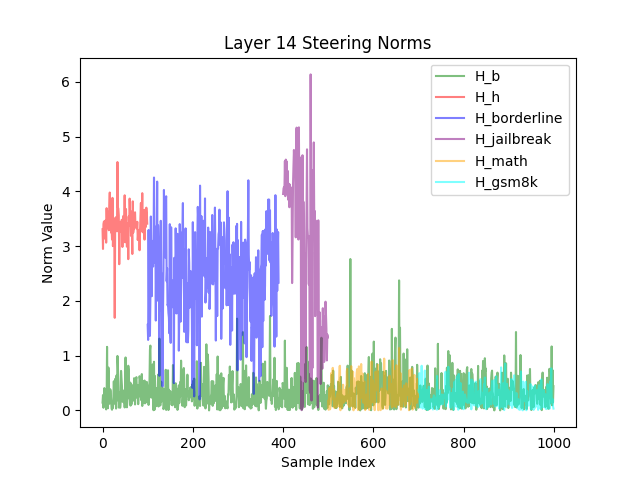 Layer 14 Steering Norms
H_b
H_h
H_borderline
H_jailbreak
H_math
H_gsm8k
Norm Value
6
5
4
3
2
1
0
0 200 400 600 800 1000
Sample Index